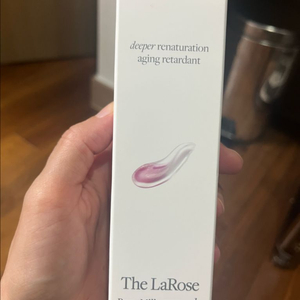 deeper renaturation
aging retardant
The LaRose